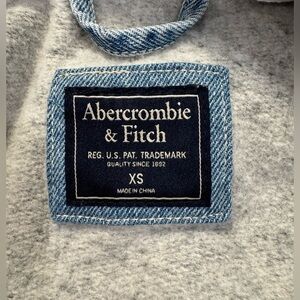 Abercrombie
& Fitch
REG. U.S. PAT. TRADEMARK
QUALITY SINCE 1892
XS
MADE IN CHINA